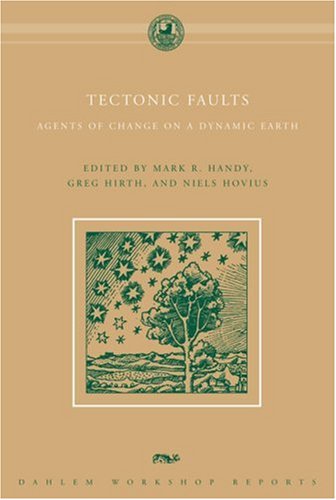 TECTONIC FAULTS
AGENTS OF CHANGE ON A DYNAMIC EARTH
EDITED BY MARK R. HANDY,
GREG HIRTH, AND NIELS HOVIUS
DAHLEM WORKSHOP REPORTS